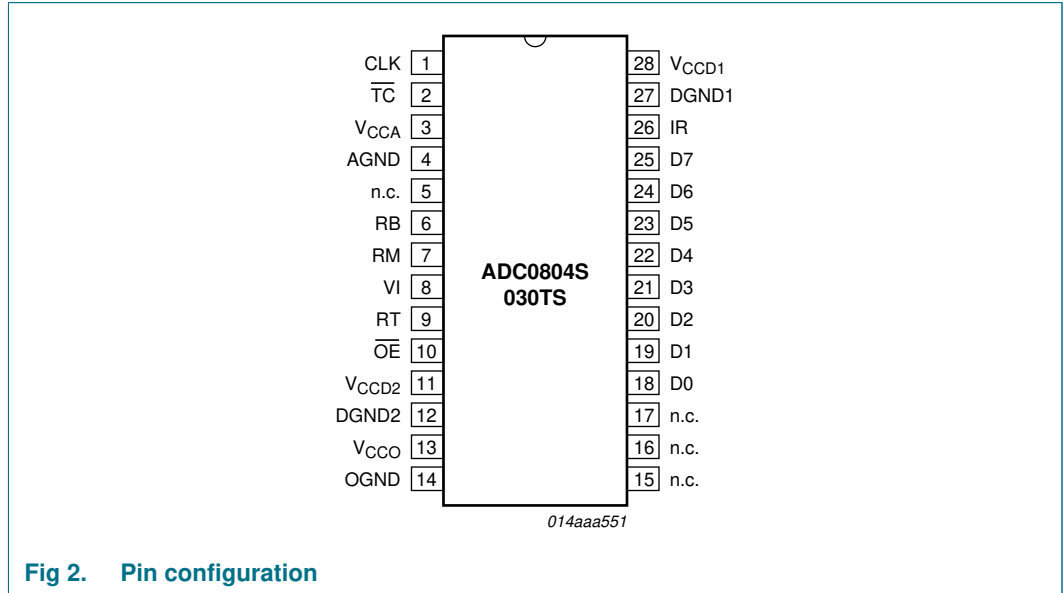 CLK 1
TC 2
VCCA 3
AGND 4
n.c. 5
RB 6
RM 7
VI 8
RT 9
OE 10
VCCD2 11
DGND2 12
VCCO 13
OGND 14
ADC0804S
030TS
28 VCCD1
27 DGND1
26 IR
25 D7
24 D6
23 D5
22 D4
21 D3
20 D2
19 D1
18 D0
17 n.c.
16 n.c.
15 n.c.
014aaa551
Fig 2. Pin configuration